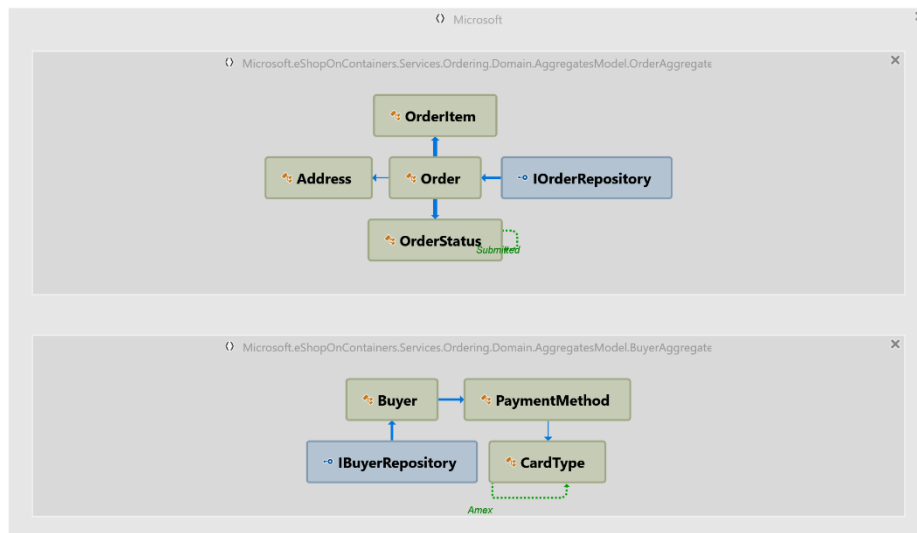 Microsoft
Microsoft.eShopOnContainers.Services.Ordering.Domain.AggregatesModel.OrderAggregate
OrderItem
Address
Order
IOrderRepository
OrderStatus
Submitted
Microsoft.eShopOnContainers.Services.Ordering.Domain.AggregatesModel.BuyerAggregate
Buyer
PaymentMethod
IBuyerRepository
CardType
Amex